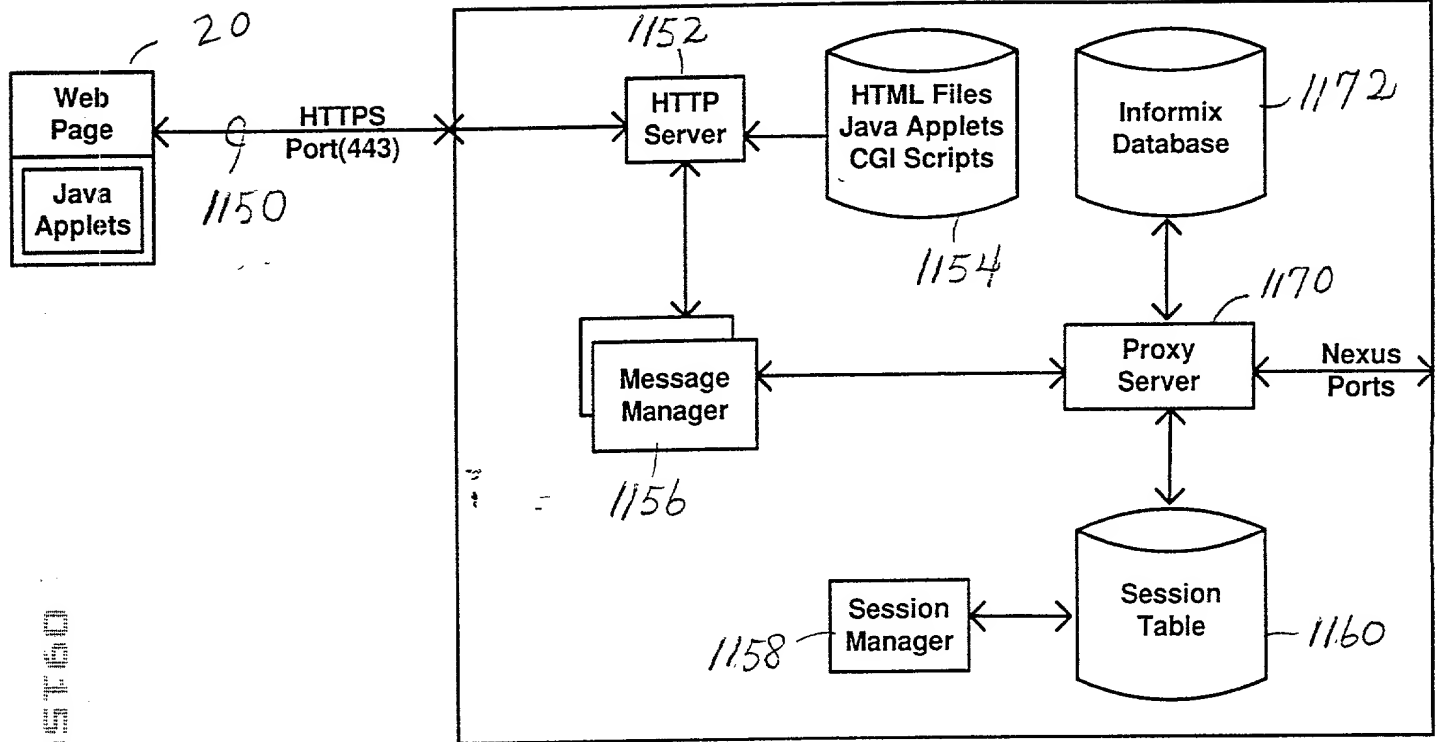 20
Web
Page
Java
Applets
HTTPS
Port(443)
1150
1152
HTTP
Server
HTML Files
Java Applets
CGI Scripts
1154
Informix
Database
1172
Message
Manager
1156
1170
Proxy
Server
Nexus
Ports
Session
Manager
1158
Session
Table
1160